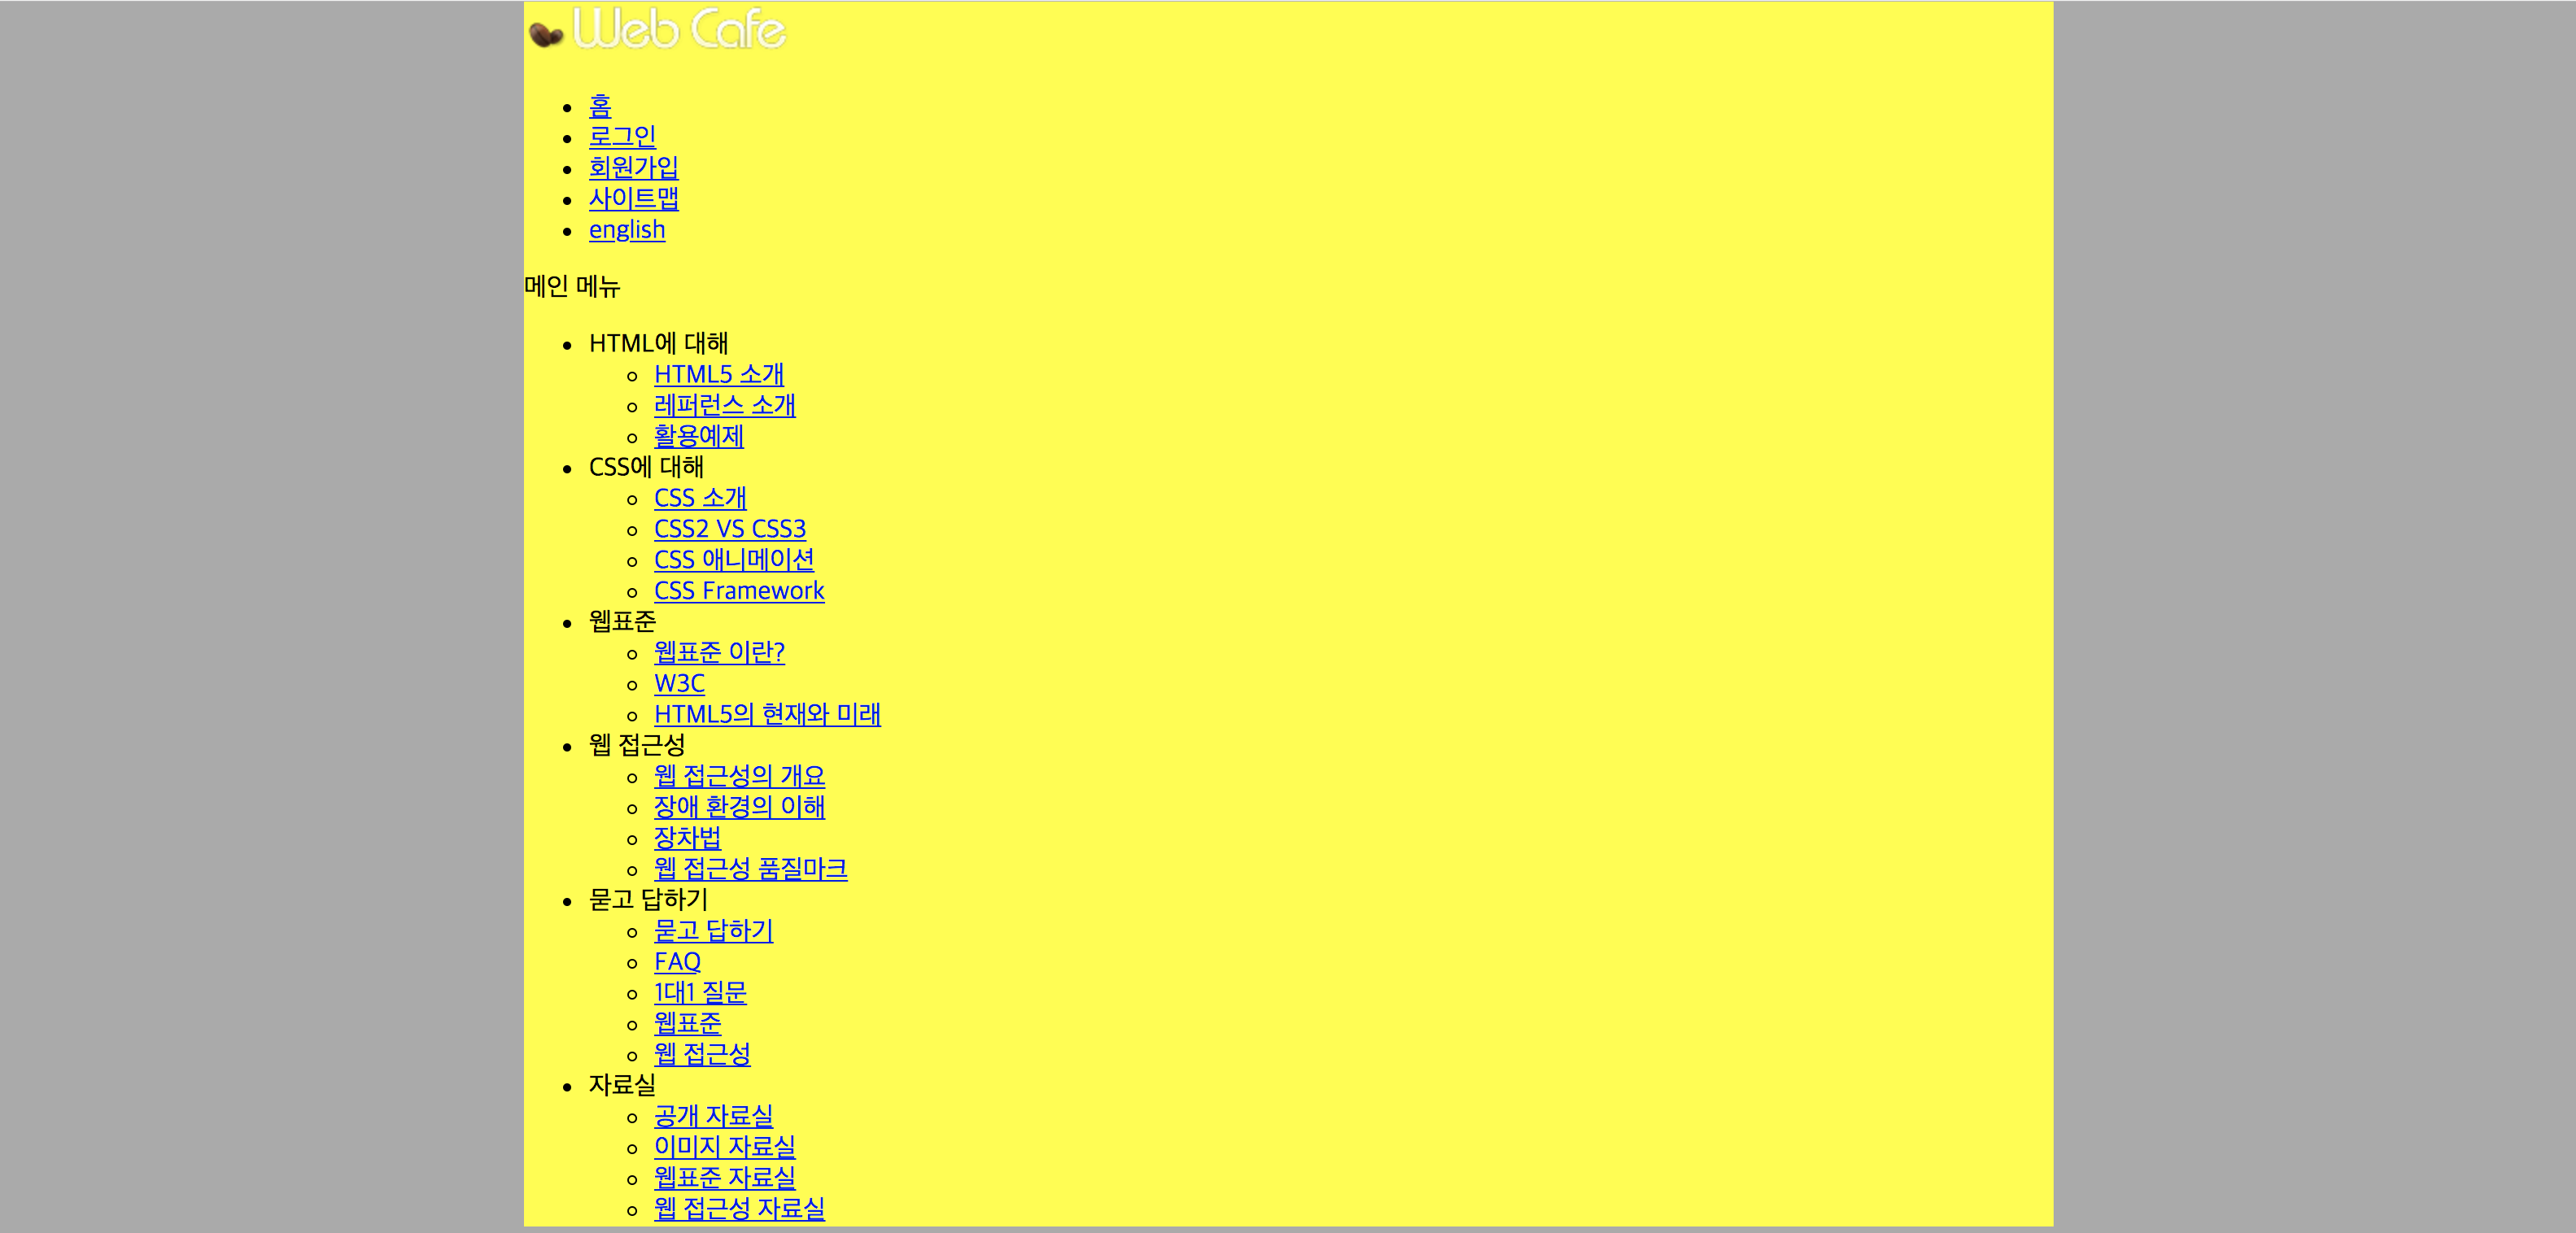 Web Cafe
홈
로그인
회원가입
사이트맵
english
메인 메뉴
HTML에 대해
HTML5 소개
레퍼런스 소개
활용예제
CSS에 대해
CSS 소개
CSS2 VS CSS3
CSS 애니메이션
CSS Framework
웹표준
웹표준 이란?
W3C
HTML5의 현재와 미래
웹 접근성
웹 접근성의 개요
장애 환경의 이해
장차법
웹 접근성 품질마크
묻고 답하기
묻고 답하기
FAQ
1대1 질문
웹표준
웹 접근성
자료실
공개 자료실
이미지 자료실
웹표준 자료실
웹 접근성 자료실